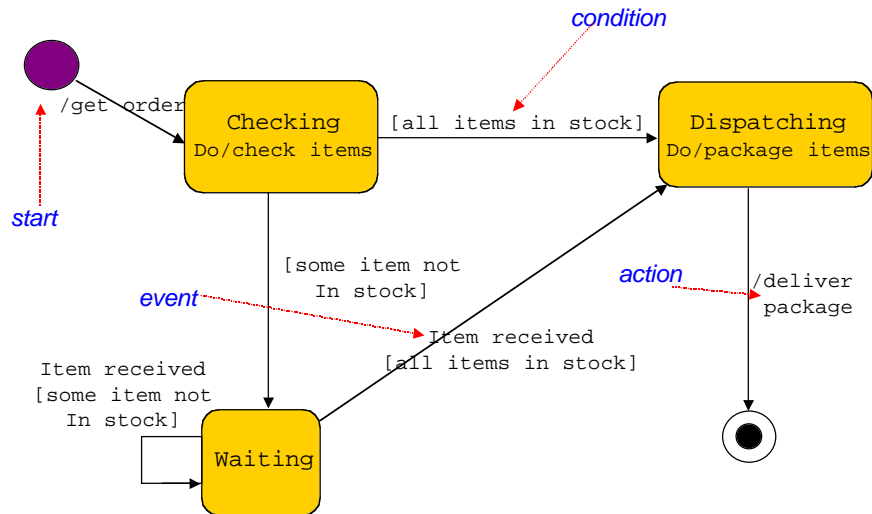 condition
/get order
Checking
Do/check items
[all items in stock]
Dispatching
Do/package items
start
[some item not
In stock]
event
action
/deliver
package
Item received
[all items in stock]
Item received
[some item not
In stock]
Waiting